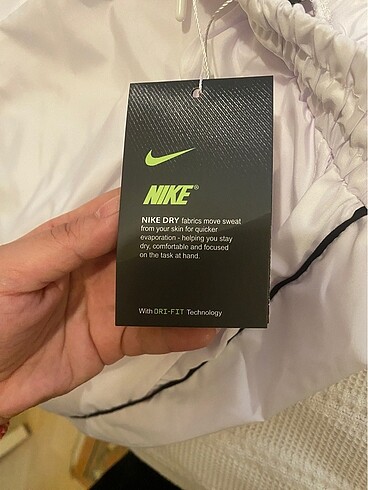 NIKE®
NIKE DRY fabrics move sweat
from your skin for quicker
evaporation - helping you stay
dry, comfortable and focused
on the task at hand.
With DRI-FIT Technology